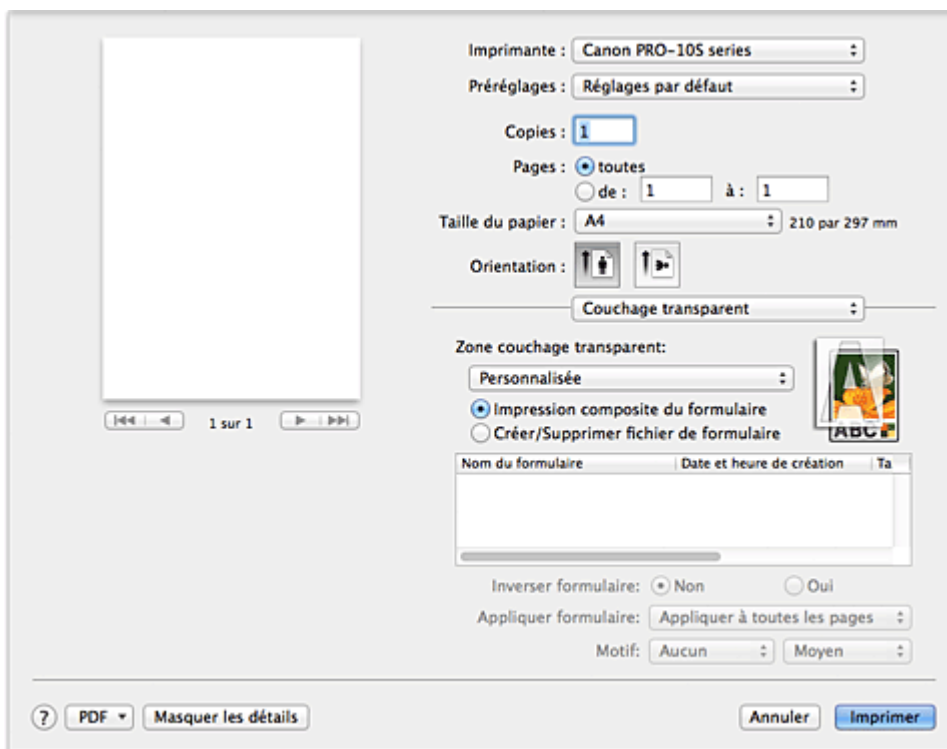 Imprimante : Canon PRO-10S series
Préréglages : Réglages par défaut
Copies : 1
Pages : toutes
de : 1 à : 1
Taille du papier : A4 210 par 297 mm
Orientation :
Couchage transparent
Zone couchage transparent:
Personnalisée
Impression composite du formulaire
Créer/Supprimer fichier de formulaire
A
ABC
1 sur 1
Nom du formulaire Date et heure de création Ta
Inverser formulaire: Non Oui
Appliquer formulaire: Appliquer à toutes les pages
Motif: Aucun Moyen
? PDF Masquer les détails Annuler Imprimer